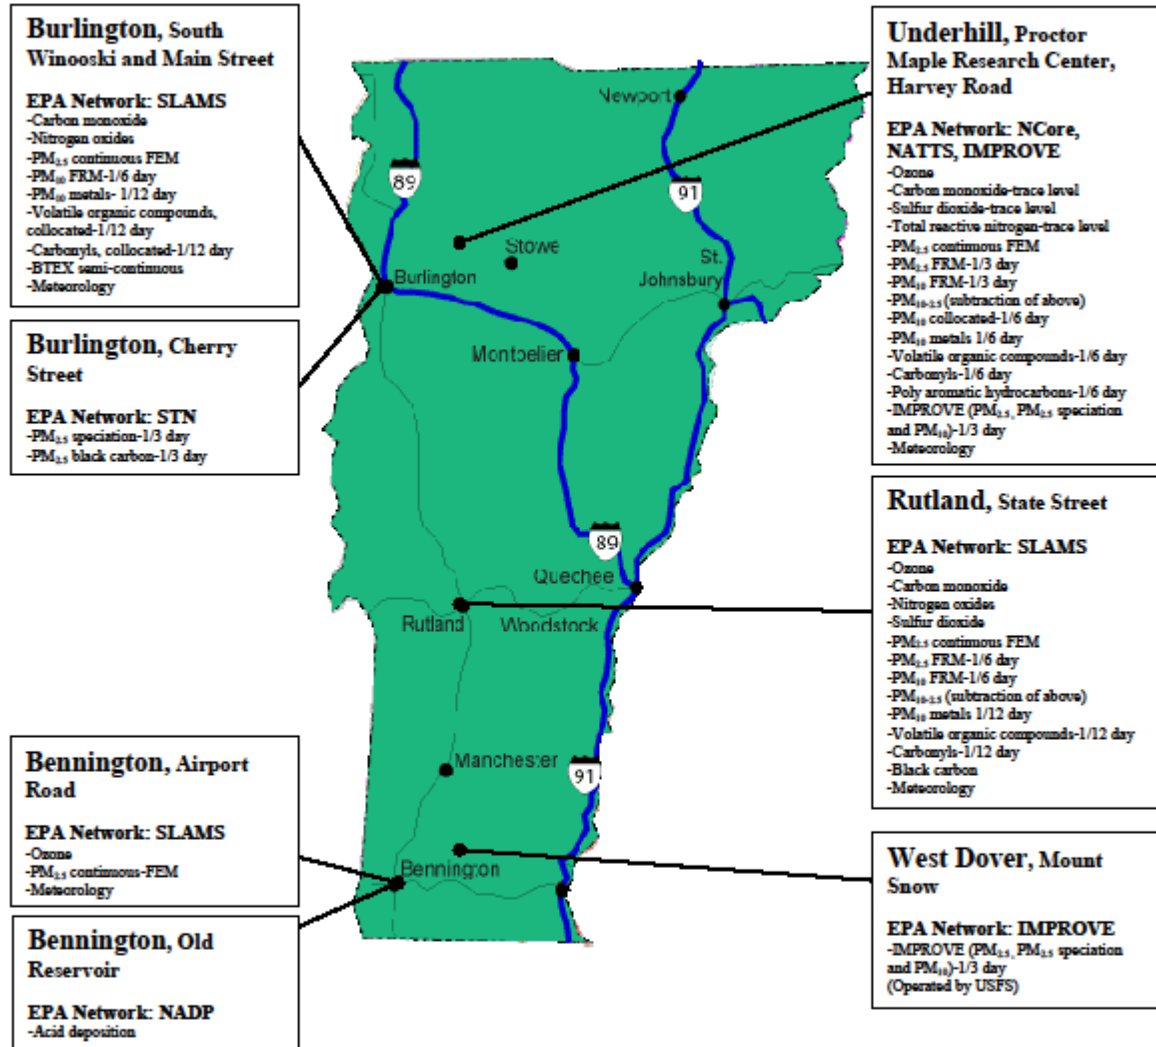 Burlington, South
Winooski and Main Street
EPA Network: SLAMS
-Carbon monoxide
-Nitrogen oxides
-PM₂.₅ continuous FEM
-PM₁₀ FRM-1/6 day
-PM₁₀ metals- 1/12 day
-Volatile organic compounds,
collocated-1/12 day
-Carbonyls, collocated-1/12 day
-BTEX semi-continuous
-Meteorology
Burlington, Cherry
Street
EPA Network: STN
-PM₂.₅ speciation-1/3 day
-PM₂.₅ black carbon-1/3 day
Bennington, Airport
Road
EPA Network: SLAMS
-Ozone
-PM₂.₅ continuous-FEM
-Meteorology
Bennington, Old
Reservoir
EPA Network: NADP
-Acid deposition
Newport
89
91
Stowe
St.
Johnsbury
Burlington
Montpelier
89
Quechee
Rutland
Woodstock
Manchester
91
Bennington
Underhill, Proctor
Maple Research Center,
Harvey Road
EPA Network: NCore,
NATTS, IMPROVE
-Ozone
-Carbon monoxide-trace level
-Sulfur dioxide-trace level
-Total reactive nitrogen-trace level
-PM₂.₅ continuous FEM
-PM₂.₅ FRM-1/3 day
-PM₁₀ FRM-1/3 day
-PM₁₀₋₂.₅ (subtraction of above)
-PM₁₀ collocated-1/6 day
-PM₁₀ metals 1/6 day
-Volatile organic compounds-1/6 day
-Carbonyls-1/6 day
-Poly aromatic hydrocarbons-1/6 day
-IMPROVE (PM₂.₅, PM₂.₅ speciation
and PM₁₀)-1/3 day
-Meteorology
Rutland, State Street
EPA Network: SLAMS
-Ozone
-Carbon monoxide
-Nitrogen oxides
-Sulfur dioxide
-PM₂.₅ continuous FEM
-PM₂.₅ FRM-1/6 day
-PM₁₀ FRM-1/6 day
-PM₁₀₋₂.₅ (subtraction of above)
-PM₁₀ metals 1/12 day
-Volatile organic compounds-1/12 day
-Carbonyls-1/12 day
-Black carbon
-Meteorology
West Dover, Mount
Snow
EPA Network: IMPROVE
-IMPROVE (PM₂.₅, PM₂.₅ speciation
and PM₁₀)-1/3 day
(Operated by USFS)